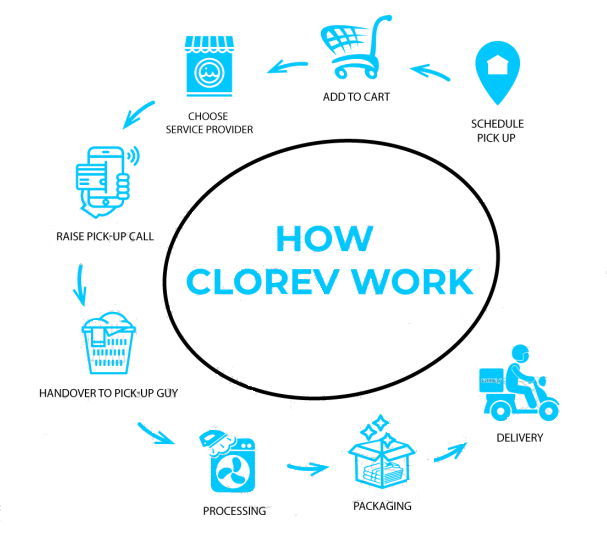 ADD TO CART
CHOOSE
SERVICE PROVIDER
SCHEDULE
PICK UP
RAISE PICK-UP CALL
HOW
CLOREV WORK
HANDOVER TO PICK-UP GUY
DELIVERY
PROCESSING
PACKAGING